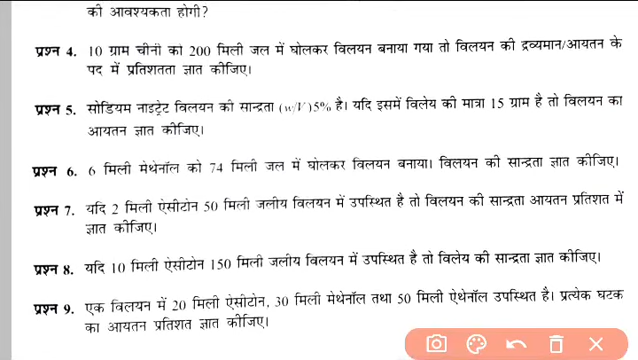 की आवश्यकता होगी?
प्रश्न 4. 10 ग्राम चीनी को 200 मिली जल में घोलकर विलयन बनाया गया तो विलयन की द्रव्यमान/आयतन के
पद में प्रतिशतता ज्ञात कीजिए।
प्रश्न 5. सोडियम नाइट्रेट विलयन की सान्द्रता (w/V)5% है। यदि इसमें विलेय की मात्रा 15 ग्राम है तो विलयन का
आयतन ज्ञात कीजिए।
प्रश्न 6. 6 मिली मेथेनॉल को 74 मिली जल में घोलकर विलयन बनाया। विलयन की सान्द्रता ज्ञात कीजिए।
प्रश्न 7. यदि 2 मिली ऐसीटोन 50 मिली जलीय विलयन में उपस्थित है तो विलयन की सान्द्रता आयतन प्रतिशत में
ज्ञात कीजिए।
प्रश्न 8. यदि 10 मिली ऐसीटोन 150 मिली जलीय विलयन में उपस्थित है तो विलेय की सान्द्रता ज्ञात कीजिए।
प्रश्न 9. एक विलयन में 20 मिली ऐसीटोन, 30 मिली मेथेनॉल तथा 50 मिली ऐथेनॉल उपस्थित है। प्रत्येक घटक
का आयतन प्रतिशत ज्ञात कीजिए।